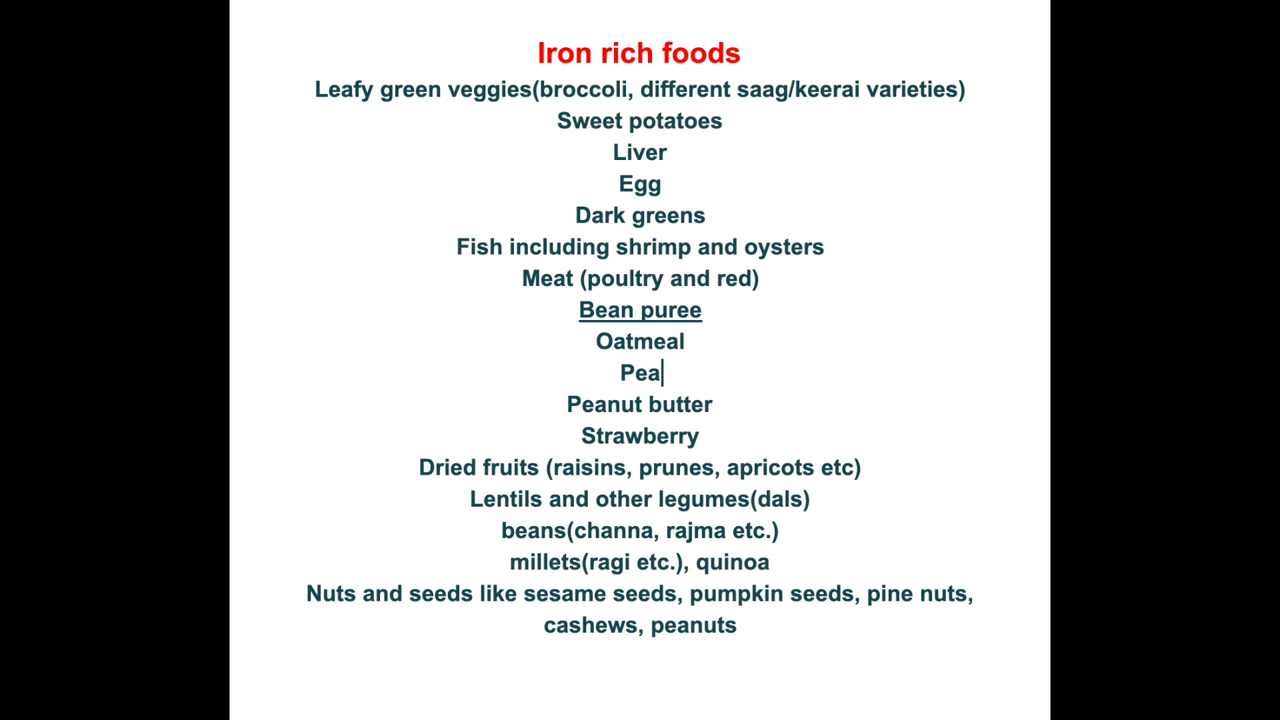 Iron rich foods
Leafy green veggies(broccoli, different saag/keerai varieties)
Sweet potatoes
Liver
Egg
Dark greens
Fish including shrimp and oysters
Meat (poultry and red)
Bean puree
Oatmeal
Pea
Peanut butter
Strawberry
Dried fruits (raisins, prunes, apricots etc)
Lentils and other legumes(dals)
beans(channa, rajma etc.)
millets(ragi etc.), quinoa
Nuts and seeds like sesame seeds, pumpkin seeds, pine nuts,
cashews, peanuts